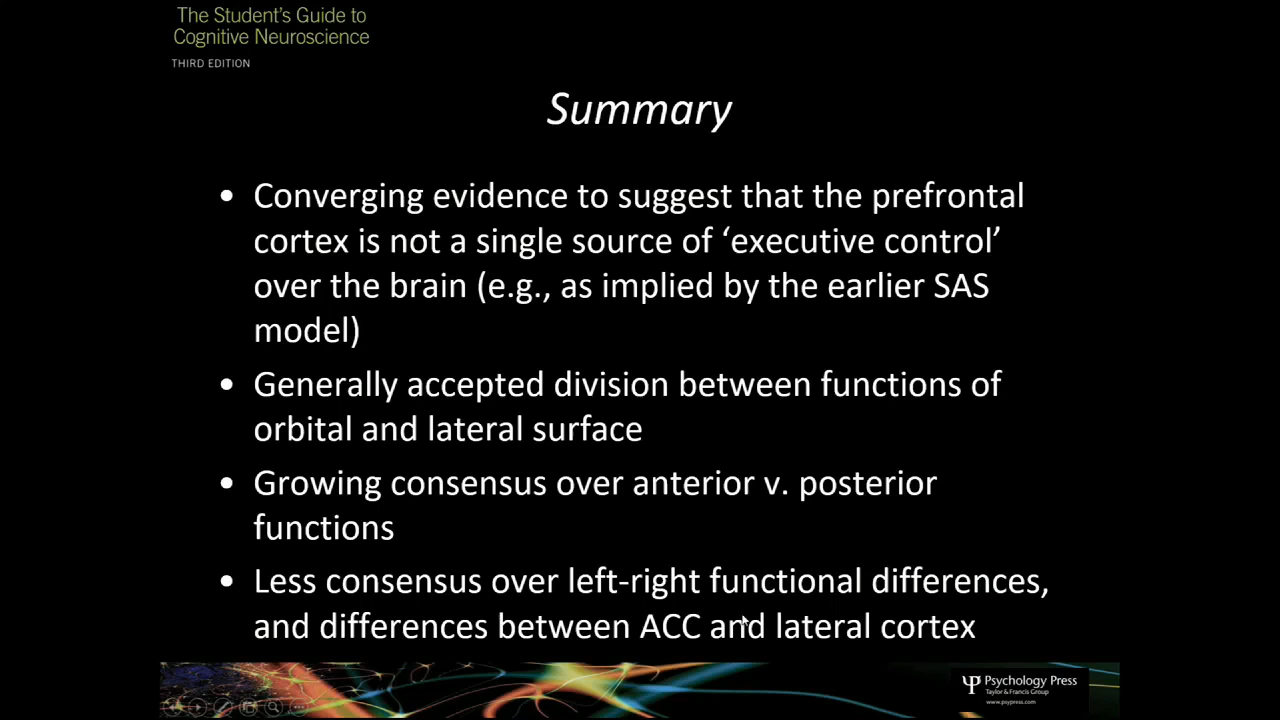 The Student's Guide to
Cognitive Neuroscience
THIRD EDITION
Summary
• Converging evidence to suggest that the prefrontal
cortex is not a single source of ‘executive control’
over the brain (e.g., as implied by the earlier SAS
model)
• Generally accepted division between functions of
orbital and lateral surface
• Growing consensus over anterior v. posterior
functions
• Less consensus over left-right functional differences,
and differences between ACC and lateral cortex
Psychology Press
Taylor & Francis Group
www.psypress.com